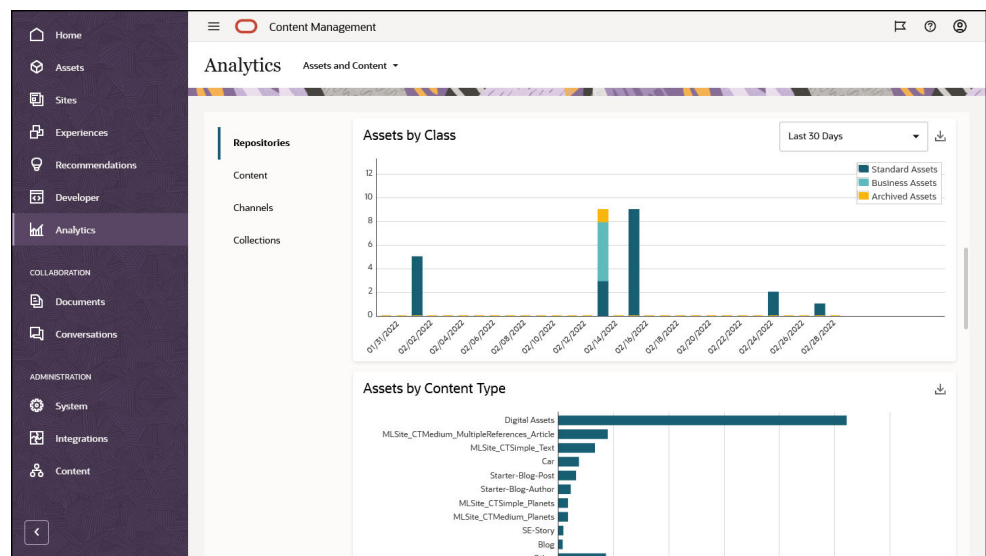 Home
Assets
Sites
Experiences
Recommendations
Developer
Analytics
COLLABORATION
Documents
Conversations
ADMINISTRATION
System
Integrations
Content
Content Management
Analytics Assets and Content
Repositories
Content
Channels
Collections
Assets by Class
Last 30 Days
Standard Assets
Business Assets
Archived Assets
12
10
8
6
4
2
0
01/31/2022 02/02/2022 02/04/2022 02/06/2022 02/08/2022 02/10/2022 02/12/2022 02/14/2022 02/16/2022 02/18/2022 02/20/2022 02/22/2022 02/24/2022 02/26/2022 02/28/2022
Assets by Content Type
Digital Assets
MLSite_CTMedium_MultipleReferences_Article
MLSite_CTSimple_Text
Car
Starter-Blog-Post
Starter-Blog-Author
MLSite_CTSimple_Planets
MLSite_CTMedium_Planets
SE-Story
Blog